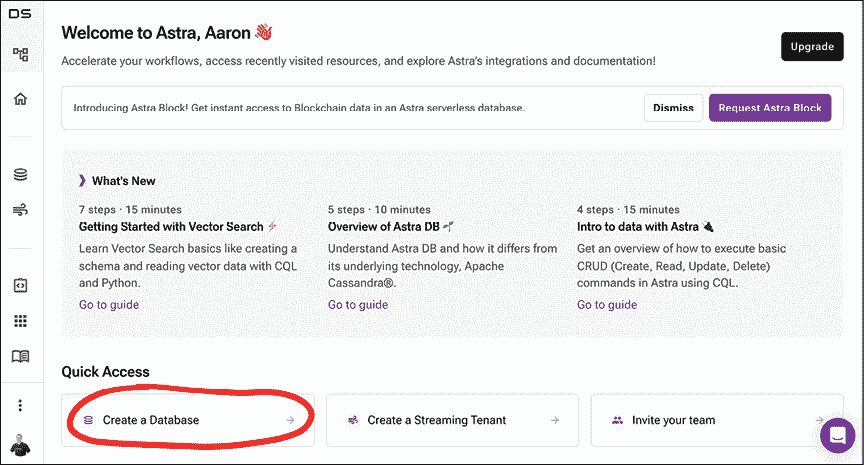 DS
Welcome to Astra, Aaron 👋
Upgrade
Accelerate your workflows, access recently visited resources, and explore Astra's integrations and documentation!
Introducing Astra Block! Get instant access to Blockchain data in an Astra serverless database.
Dismiss
Request Astra Block
What's New
7 steps · 15 minutes
Getting Started with Vector Search ⚡
Learn Vector Search basics like creating a
schema and reading vector data with CQL
and Python.
Go to guide
5 steps · 10 minutes
Overview of Astra DB 🌱
Understand Astra DB and how it differs from
its underlying technology, Apache
Cassandra®.
Go to guide
4 steps · 15 minutes
Intro to data with Astra 🔌
Get an overview of how to execute basic
CRUD (Create, Read, Update, Delete)
commands in Astra using CQL.
Go to guide
Quick Access
Create a Database →
Create a Streaming Tenant →
Invite your team →